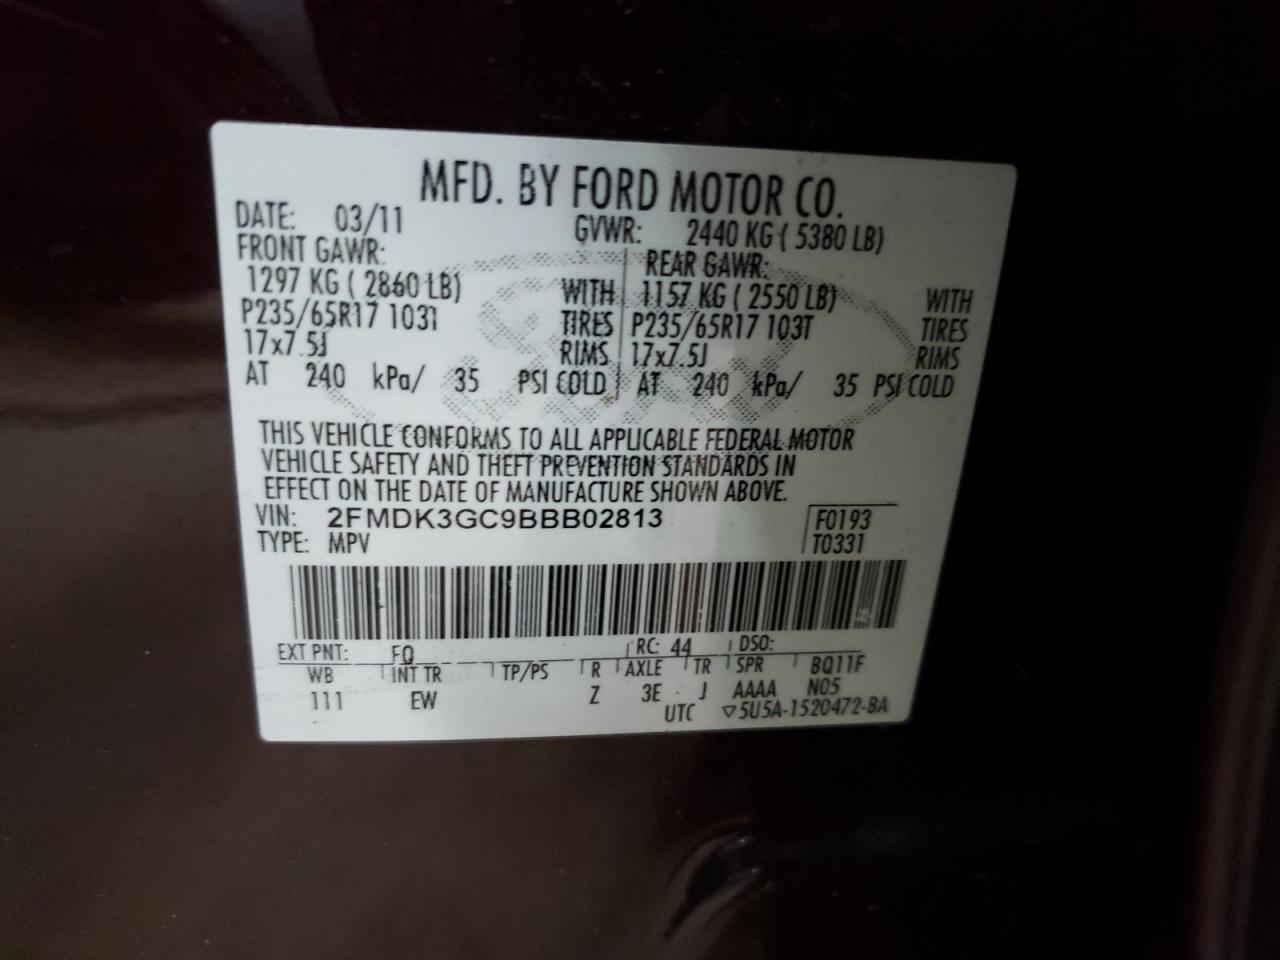 MFD. BY FORD MOTOR CO.
DATE: 03/11 GVWR: 2440 KG ( 5380 LB)
FRONT GAWR: REAR GAWR:
1297 KG ( 2860 LB) WITH 1157 KG ( 2550 LB) WITH
P235/65R17 103T TIRES P235/65R17 103T TIRES
17x7.5J RIMS 17x7.5J RIMS
AT 240 kPa/ 35 PSI COLD AT 240 kPa/ 35 PSI COLD
THIS VEHICLE CONFORMS TO ALL APPLICABLE FEDERAL MOTOR
VEHICLE SAFETY AND THEFT PREVENTION STANDARDS IN
EFFECT ON THE DATE OF MANUFACTURE SHOWN ABOVE.
VIN: 2FMDK3GC9BBB02813 F0193
TYPE: MPV T0331
EXT PNT: FQ RC: 44 DSO:
WB INT TR TP/PS R AXLE TR SPR BQ11F
111 EW Z 3E J AAAA N05
UTC ▽5U5A-1520472-BA